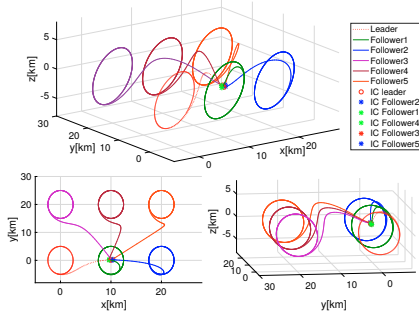 z[km]
5
0
-5
30
20
10
0
y[km]
0
10
20
x[km]
Leader
Follower1
Follower2
Follower3
Follower4
Follower5
IC leader
IC Follower2
IC Follower1
IC Follower4
IC Follower3
IC Follower5
y[km]
30
20
10
0
0
10
20
x[km]
z[km]
5
0
-5
20
10
0
30
20
10
0
y[km]